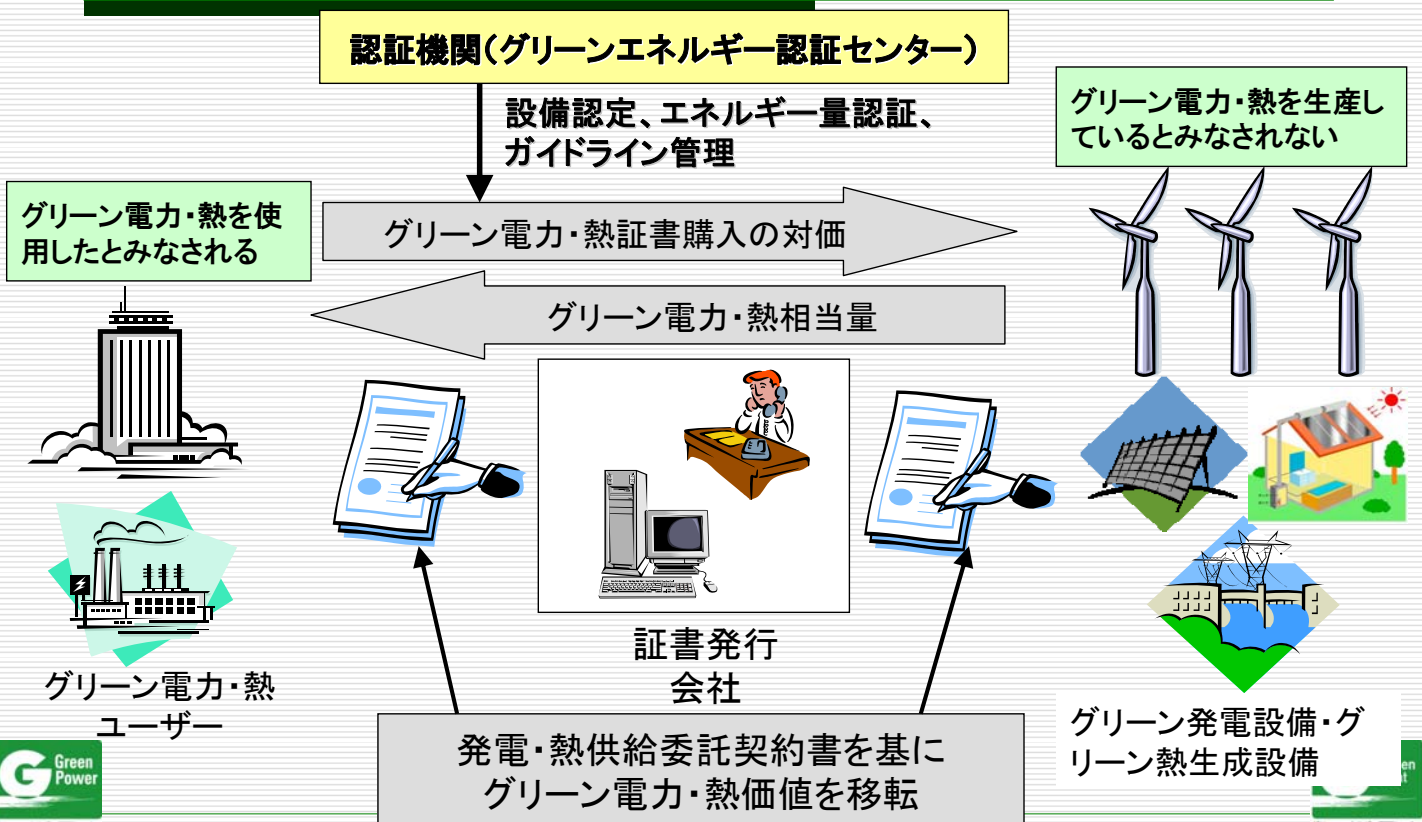 認証機関(グリーンエネルギー認証センター)
設備認定、エネルギー量認証、
ガイドライン管理
グリーン電力・熱を生産し
ているとみなされない
グリーン電力・熱を使
用したとみなされる
グリーン電力・熱証書購入の対価
グリーン電力・熱相当量
証書発行
会社
グリーン電力・熱
ユーザー
発電・熱供給委託契約書を基に
グリーン電力・熱価値を移転
グリーン発電設備・グ
リーン熱生成設備
G Green
Power